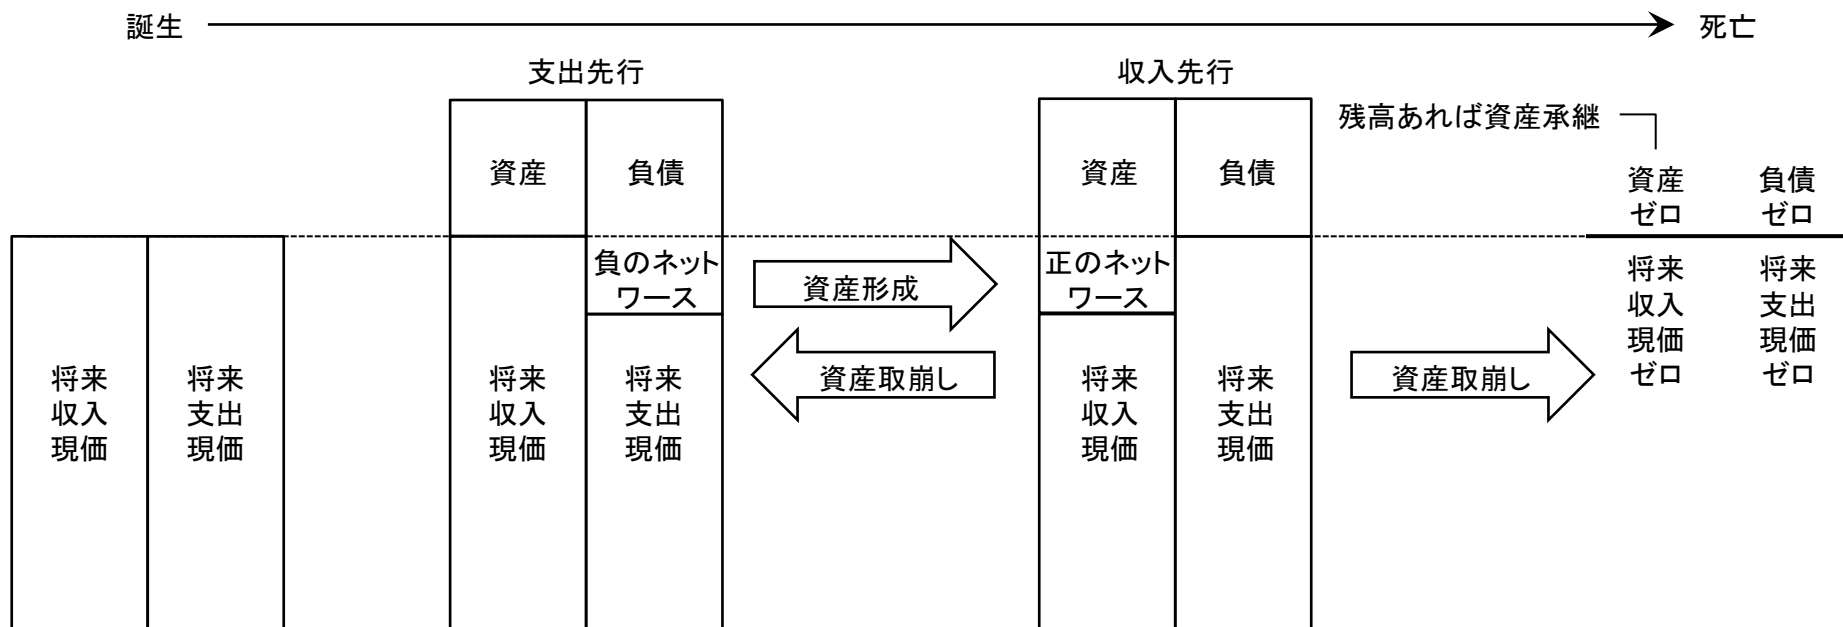 誕生
死亡
支出先行
収入先行
残高あれば資産承継
資産
負債
資産
負債
資産
ゼロ
負債
ゼロ
負のネット
ワース
資産形成
正のネット
ワース
資産取崩し
資産取崩し
将来
収入
現価
将来
支出
現価
将来
収入
現価
将来
支出
現価
将来
収入
現価
将来
支出
現価
将来
収入
現価
ゼロ
将来
支出
現価
ゼロ